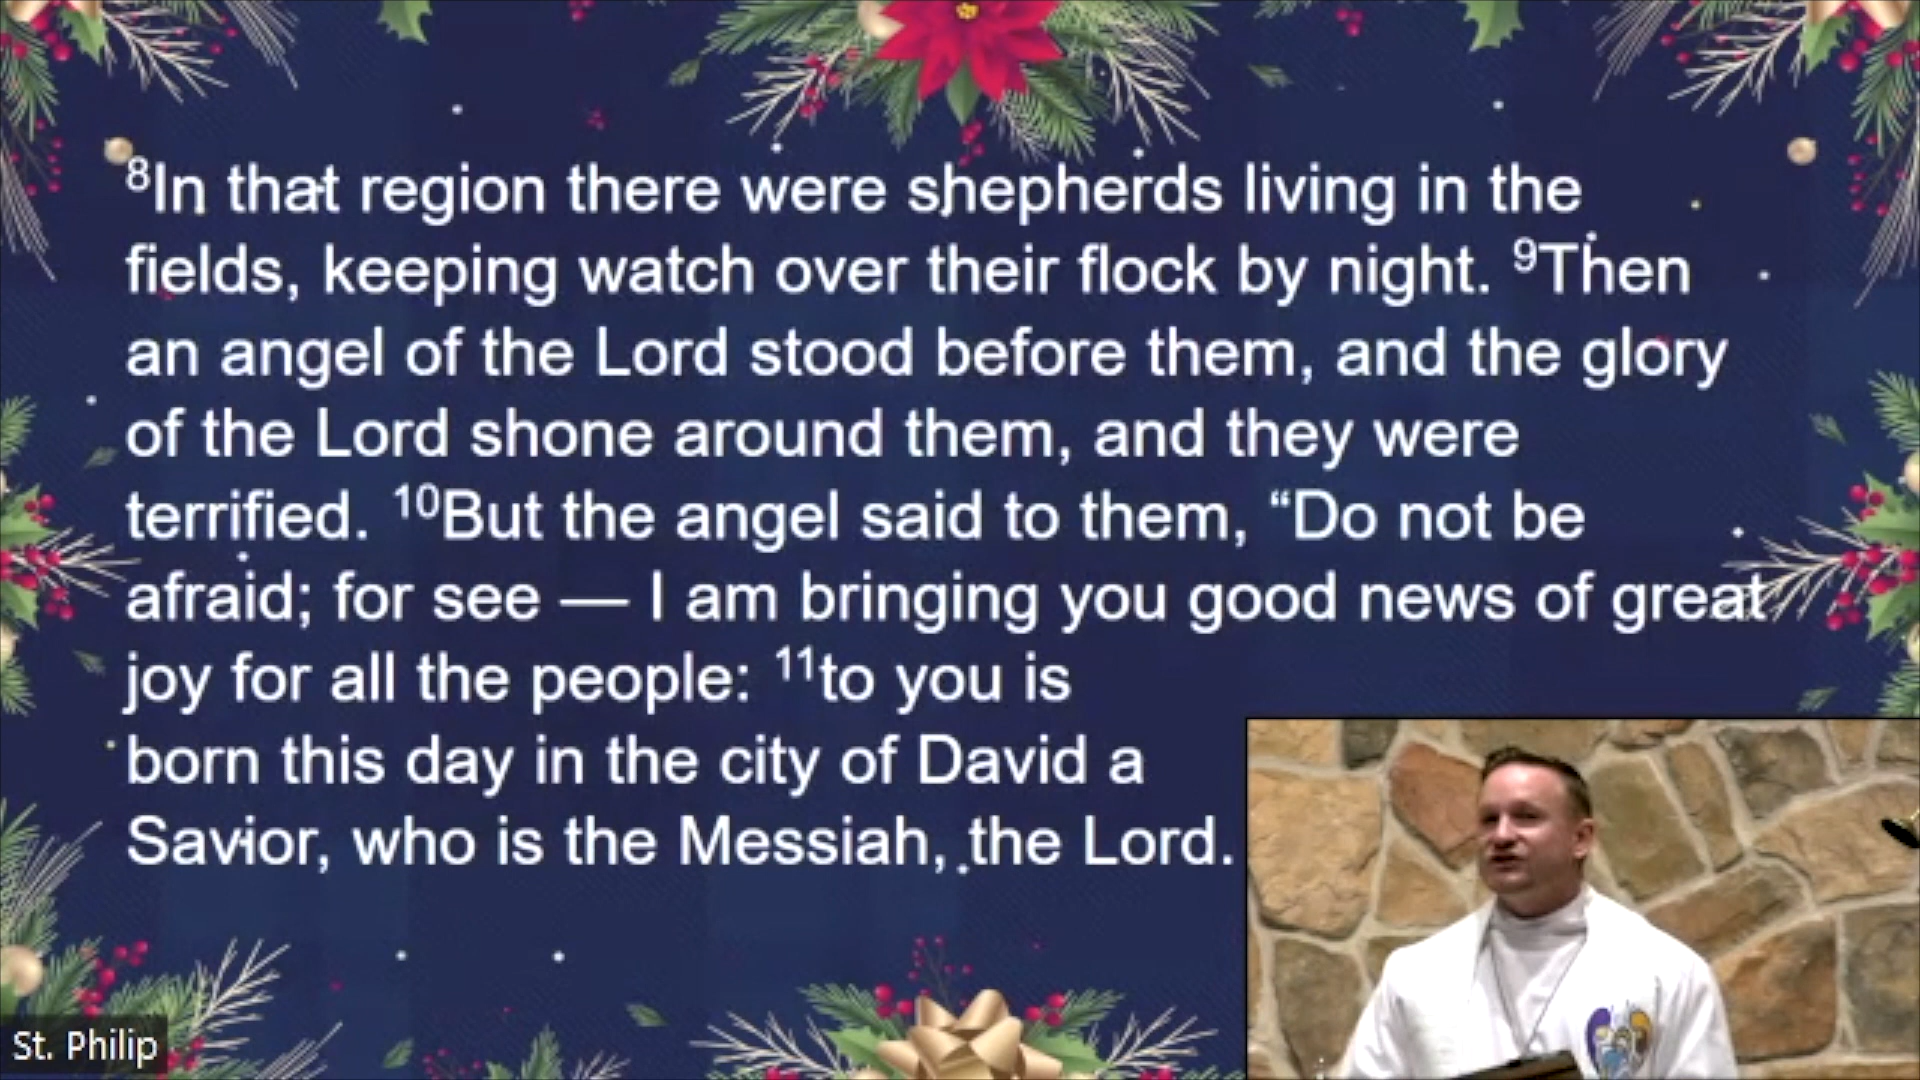 ⁸In that region there were shepherds living in the
fields, keeping watch over their flock by night. ⁹Then
an angel of the Lord stood before them, and the glory
of the Lord shone around them, and they were
terrified. ¹⁰But the angel said to them, “Do not be
afraid; for see — I am bringing you good news of great
joy for all the people: ¹¹to you is
born this day in the city of David a
Savior, who is the Messiah, the Lord.
St. Philip